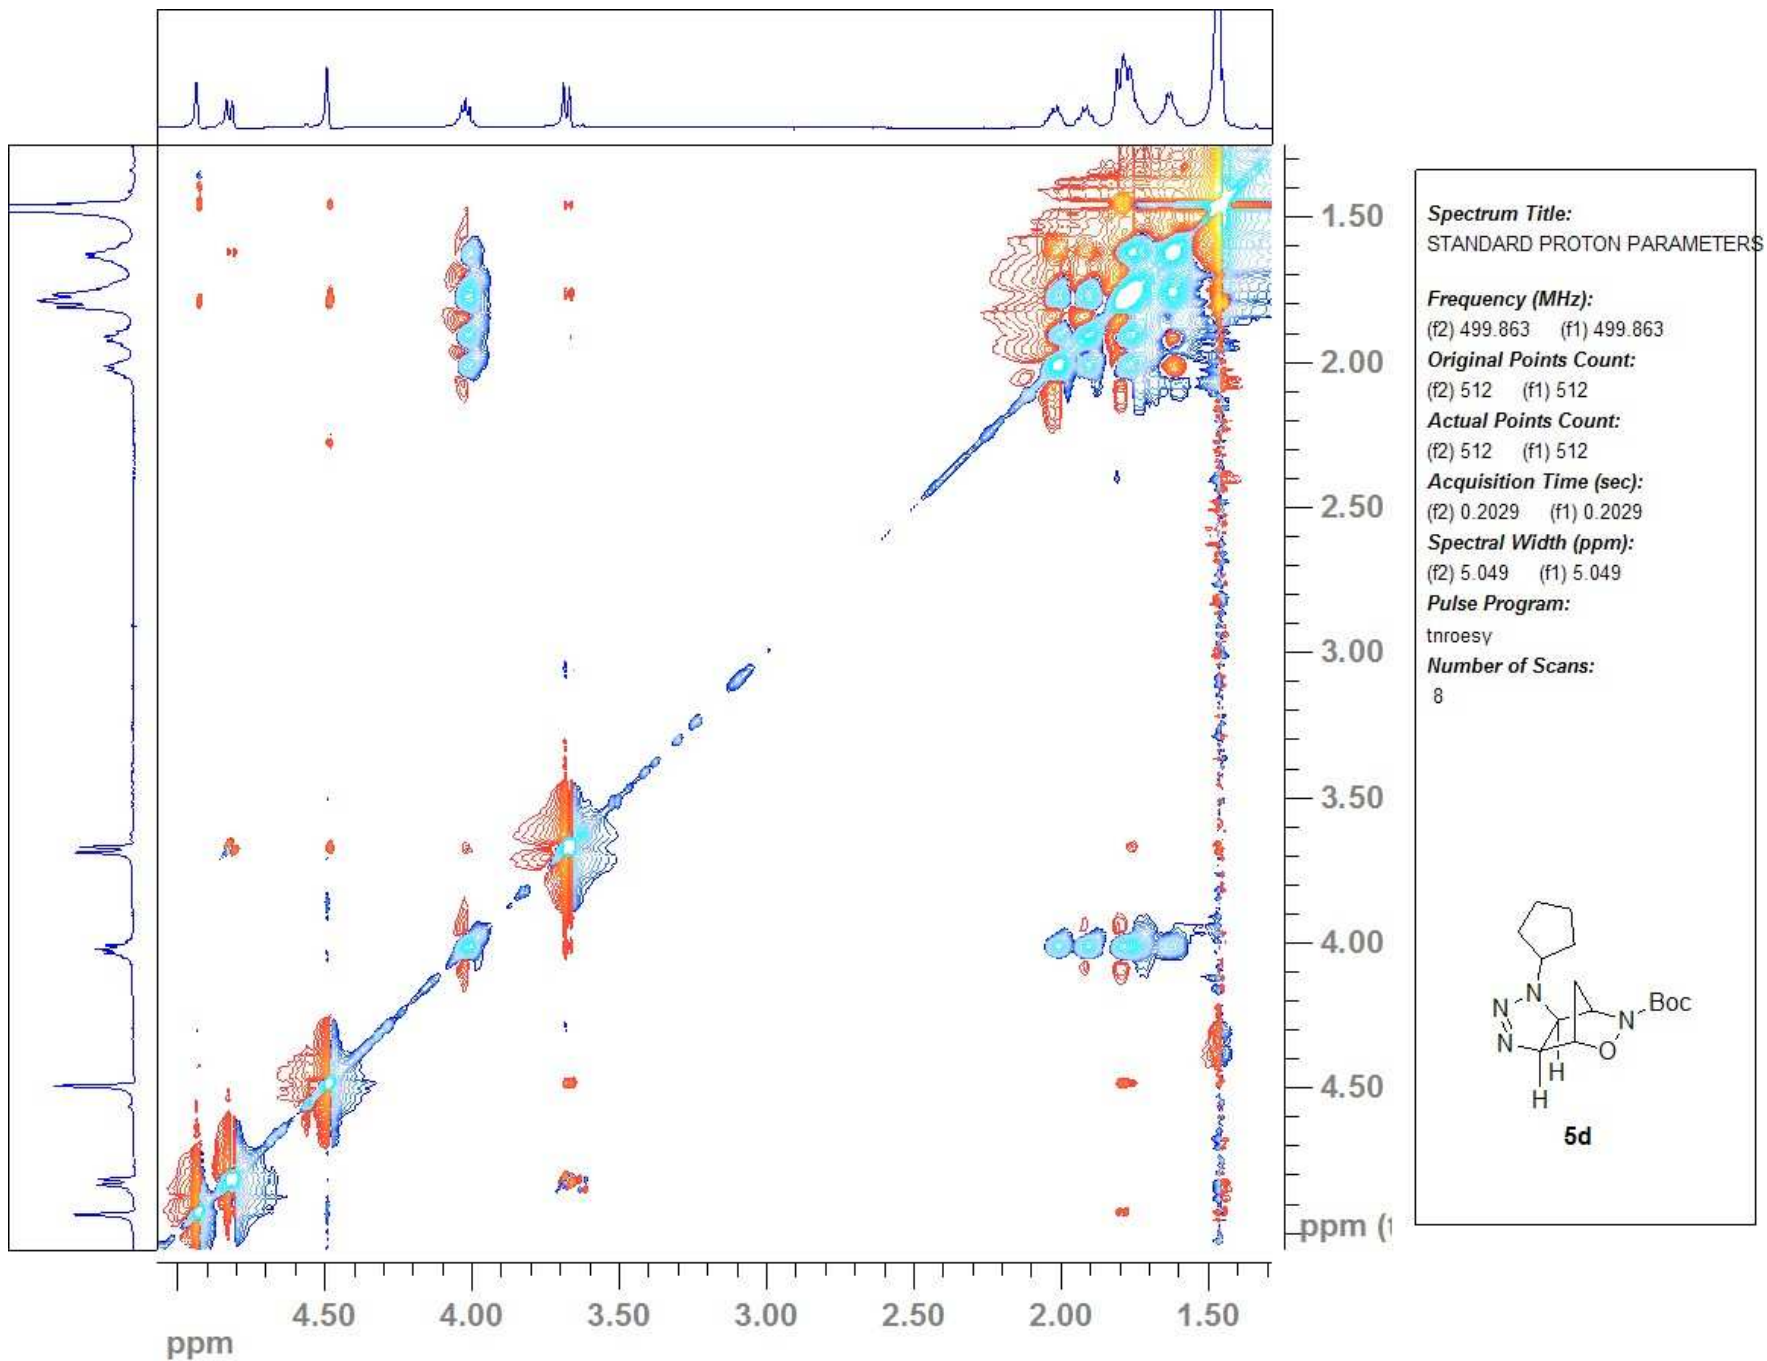 1.50
2.00
2.50
3.00
3.50
4.00
4.50
ppm (t
4.50 4.00 3.50 3.00 2.50 2.00 1.50
ppm
Spectrum Title:
STANDARD PROTON PARAMETERS
Frequency (MHz):
(f2) 499.863 (f1) 499.863
Original Points Count:
(f2) 512 (f1) 512
Actual Points Count:
(f2) 512 (f1) 512
Acquisition Time (sec):
(f2) 0.2029 (f1) 0.2029
Spectral Width (ppm):
(f2) 5.049 (f1) 5.049
Pulse Program:
tnroesy
Number of Scans:
8
N
N
N
N
Boc
O
H
H
5d